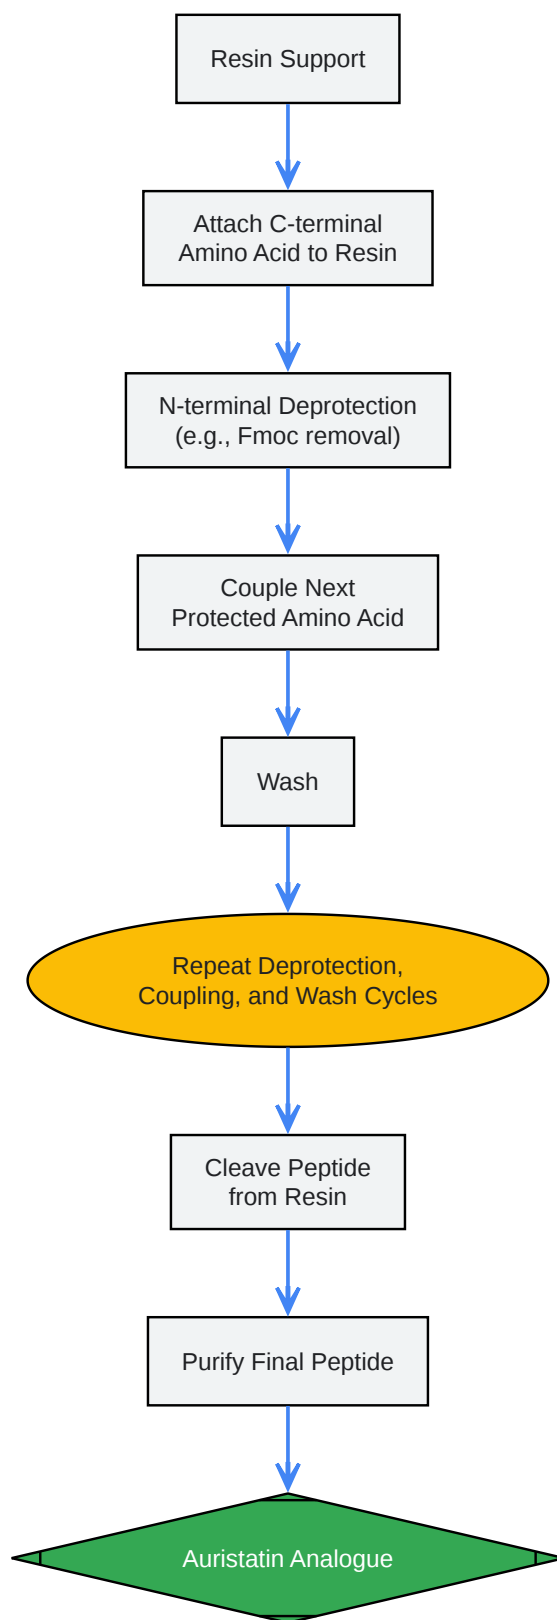 Resin Support
Attach C-terminal
Amino Acid to Resin
N-terminal Deprotection
(e.g., Fmoc removal)
Couple Next
Protected Amino Acid
Wash
Repeat Deprotection,
Coupling, and Wash Cycles
Cleave Peptide
from Resin
Purify Final Peptide
Auristatin Analogue